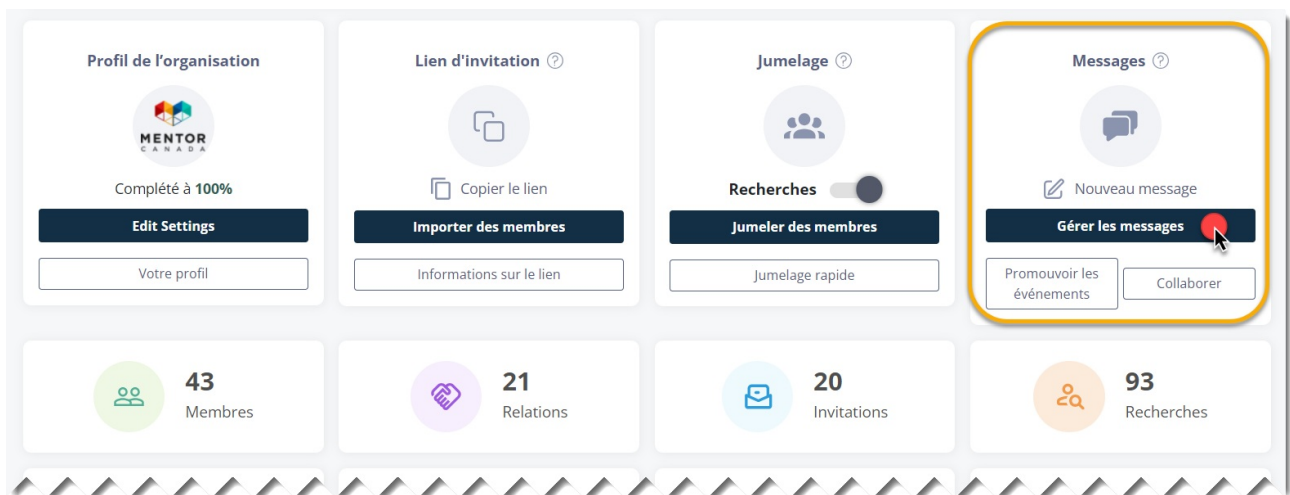 Profil de l’organisation
MENTOR
CANADA
Complété à 100%
Edit Settings
Votre profil
Lien d'invitation ?
Copier le lien
Importer des membres
Informations sur le lien
Jumelage ?
Recherches
Jumeler des membres
Jumelage rapide
Messages ?
Nouveau message
Gérer les messages
Promouvoir les
événements
Collaborer
43
Membres
21
Relations
20
Invitations
93
Recherches